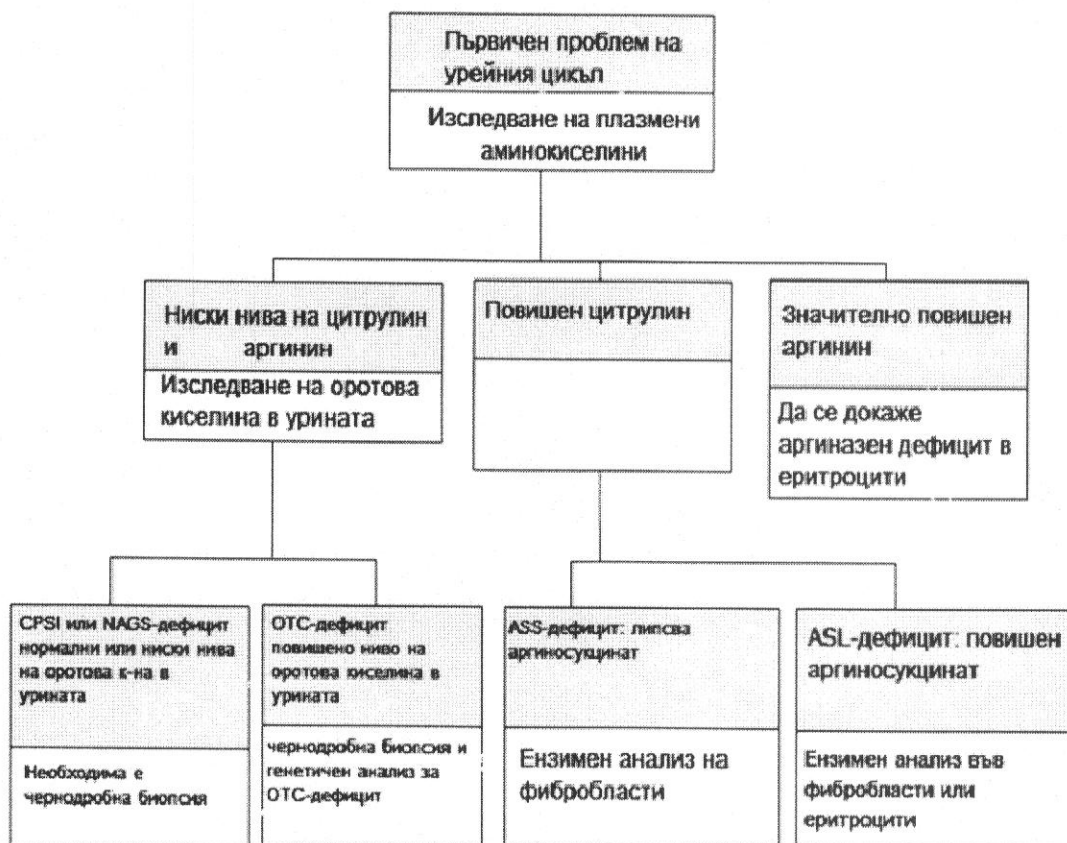 Първичен проблем на
урейния цикъл
Изследване на плазмени
аминокиселини
Ниски нива на цитрулин
и аргинин
Изследване на оротова
киселина в урината
Повишен цитрулин
Значително повишен
аргинин
Да се докаже
аргиназен дефицит в
еритроцити
CPSI или NAGS-дефицит
нормални или ниски нива
на оротова к-на в
урината
Необходима е
чернодробна биопсия
ОТС-дефицит
повишено ниво на
оротова киселина в
урината
чернодробна биопсия и
генетичен анализ за
ОТС-дефицит
ASS-дефицит: липсва
аргиносукцинат
Ензимен анализ на
фибробласти
ASL-дефицит: повишен
аргиносукцинат
Ензимен анализ във
фибробласти или
еритроцити